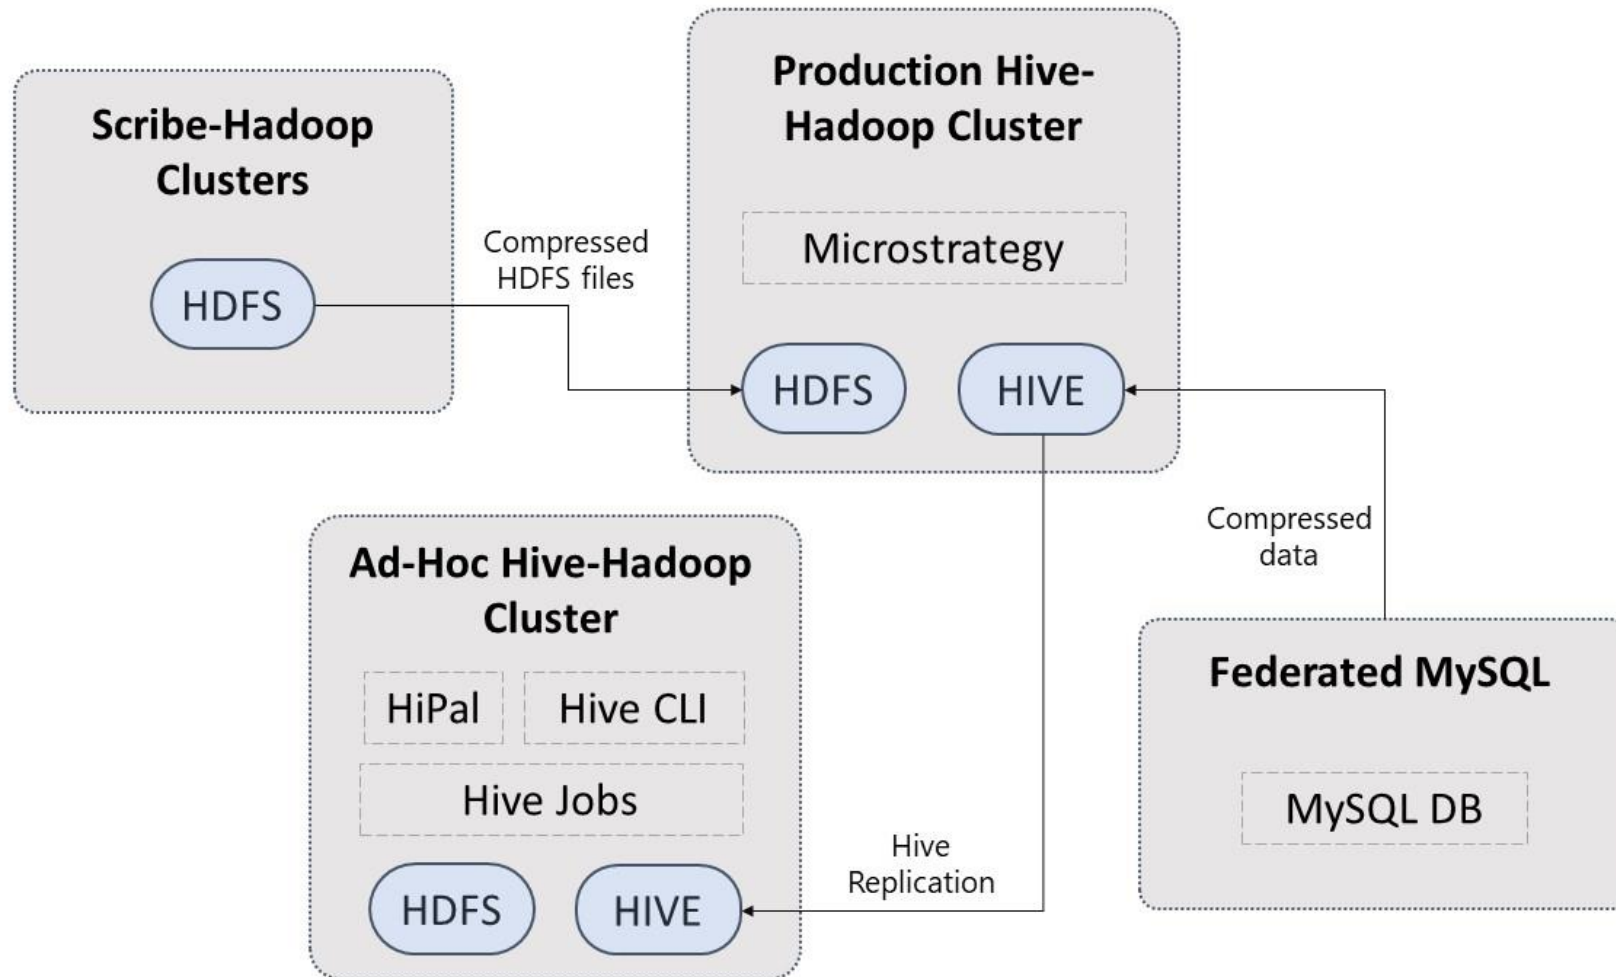 Scribe-Hadoop
Clusters
HDFS
Compressed
HDFS files
Production Hive-
Hadoop Cluster
Microstrategy
HDFS
HIVE
Ad-Hoc Hive-Hadoop
Cluster
HiPal
Hive CLI
Hive Jobs
HDFS
HIVE
Hive
Replication
Compressed
data
Federated MySQL
MySQL DB